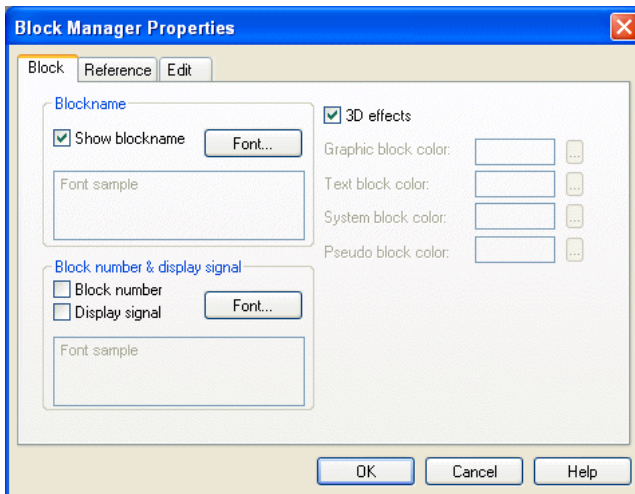 Block Manager Properties
Block Reference Edit
Blockname
Show blockname Font...
Font sample
Block number & display signal
Block number
Display signal Font...
Font sample
3D effects
Graphic block color: ...
Text block color: ...
System block color: ...
Pseudo block color: ...
OK Cancel Help